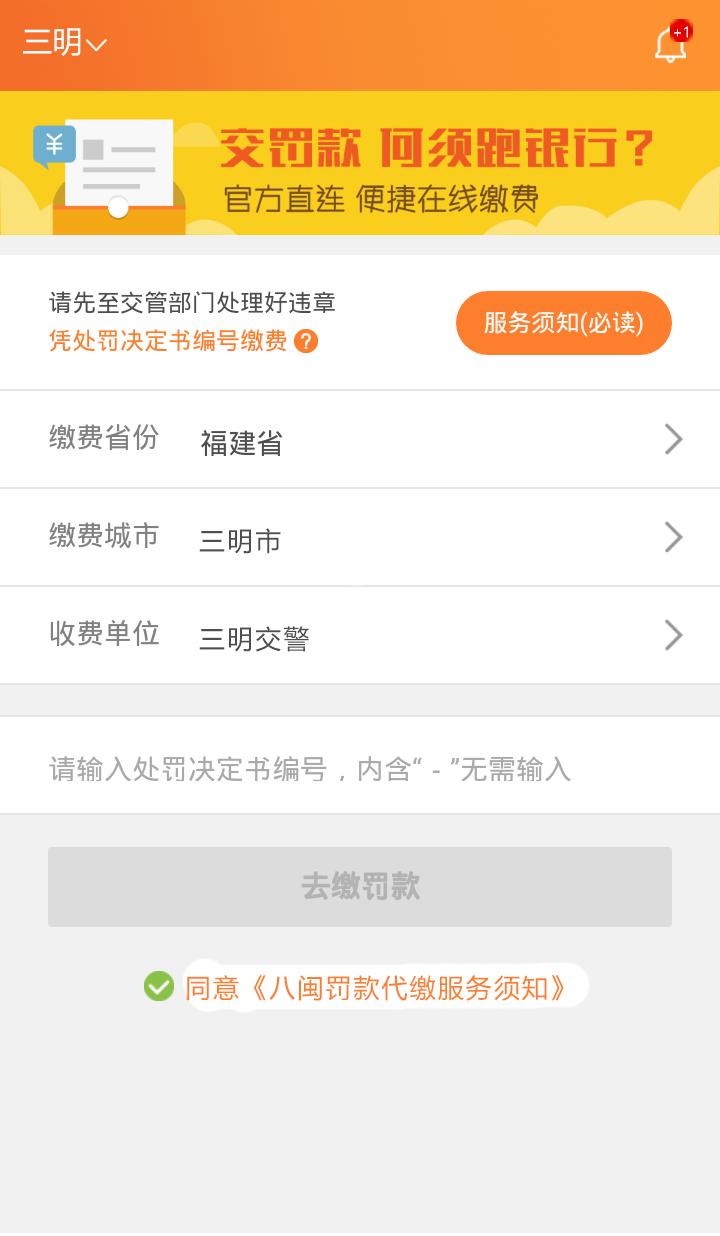 三明
+1
¥
交罚款 何须跑银行？
官方直连 便捷在线缴费
请先至交管部门处理好违章
凭处罚决定书编号缴费 ?
服务须知(必读)
缴费省份 福建省
缴费城市 三明市
收费单位 三明交警
请输入处罚决定书编号，内含“ - ”无需输入
去缴罚款
同意《八闽罚款代缴服务须知》